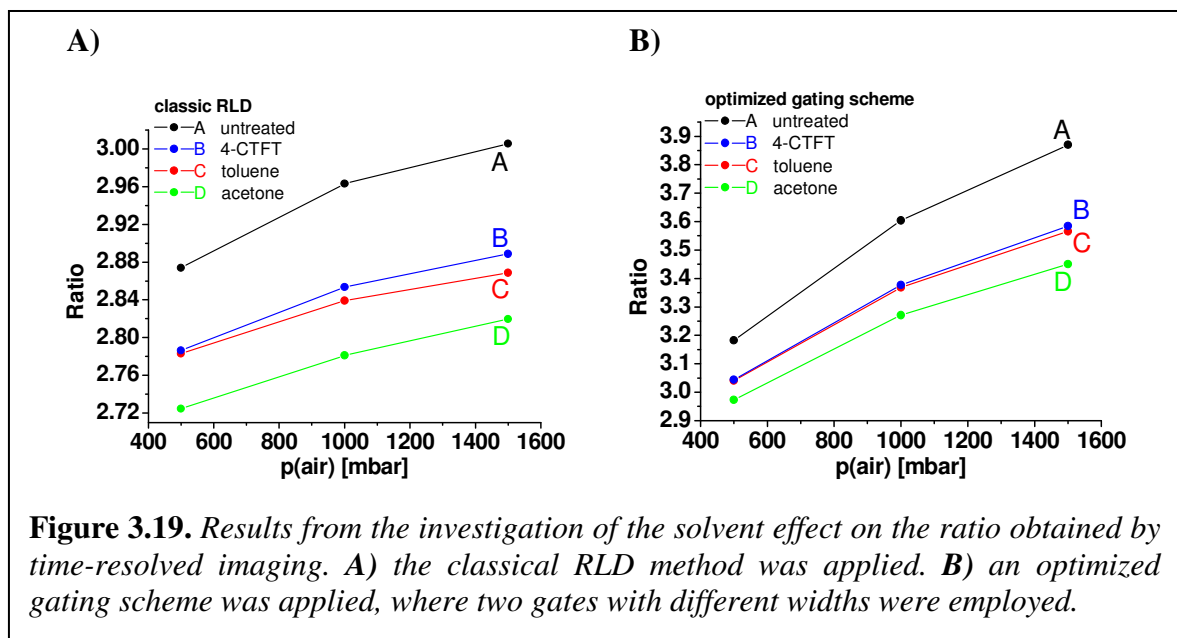 A)
classic RLD
A untreated
B 4-CTFT
C toluene
D acetone
3.00
2.96
2.92
2.88
2.84
2.80
2.76
2.72
Ratio
A
B
C
D
400 600 800 1000 1200 1400 1600
p(air) [mbar]
B)
optimized gating scheme
A untreated
B 4-CTFT
C toluene
D acetone
3.9
3.8
3.7
3.6
3.5
3.4
3.3
3.2
3.1
3.0
2.9
Ratio
A
B
C
D
400 600 800 1000 1200 1400 1600
p(air) [mbar]
Figure 3.19. Results from the investigation of the solvent effect on the ratio obtained by
time-resolved imaging. A) the classical RLD method was applied. B) an optimized
gating scheme was applied, where two gates with different widths were employed.